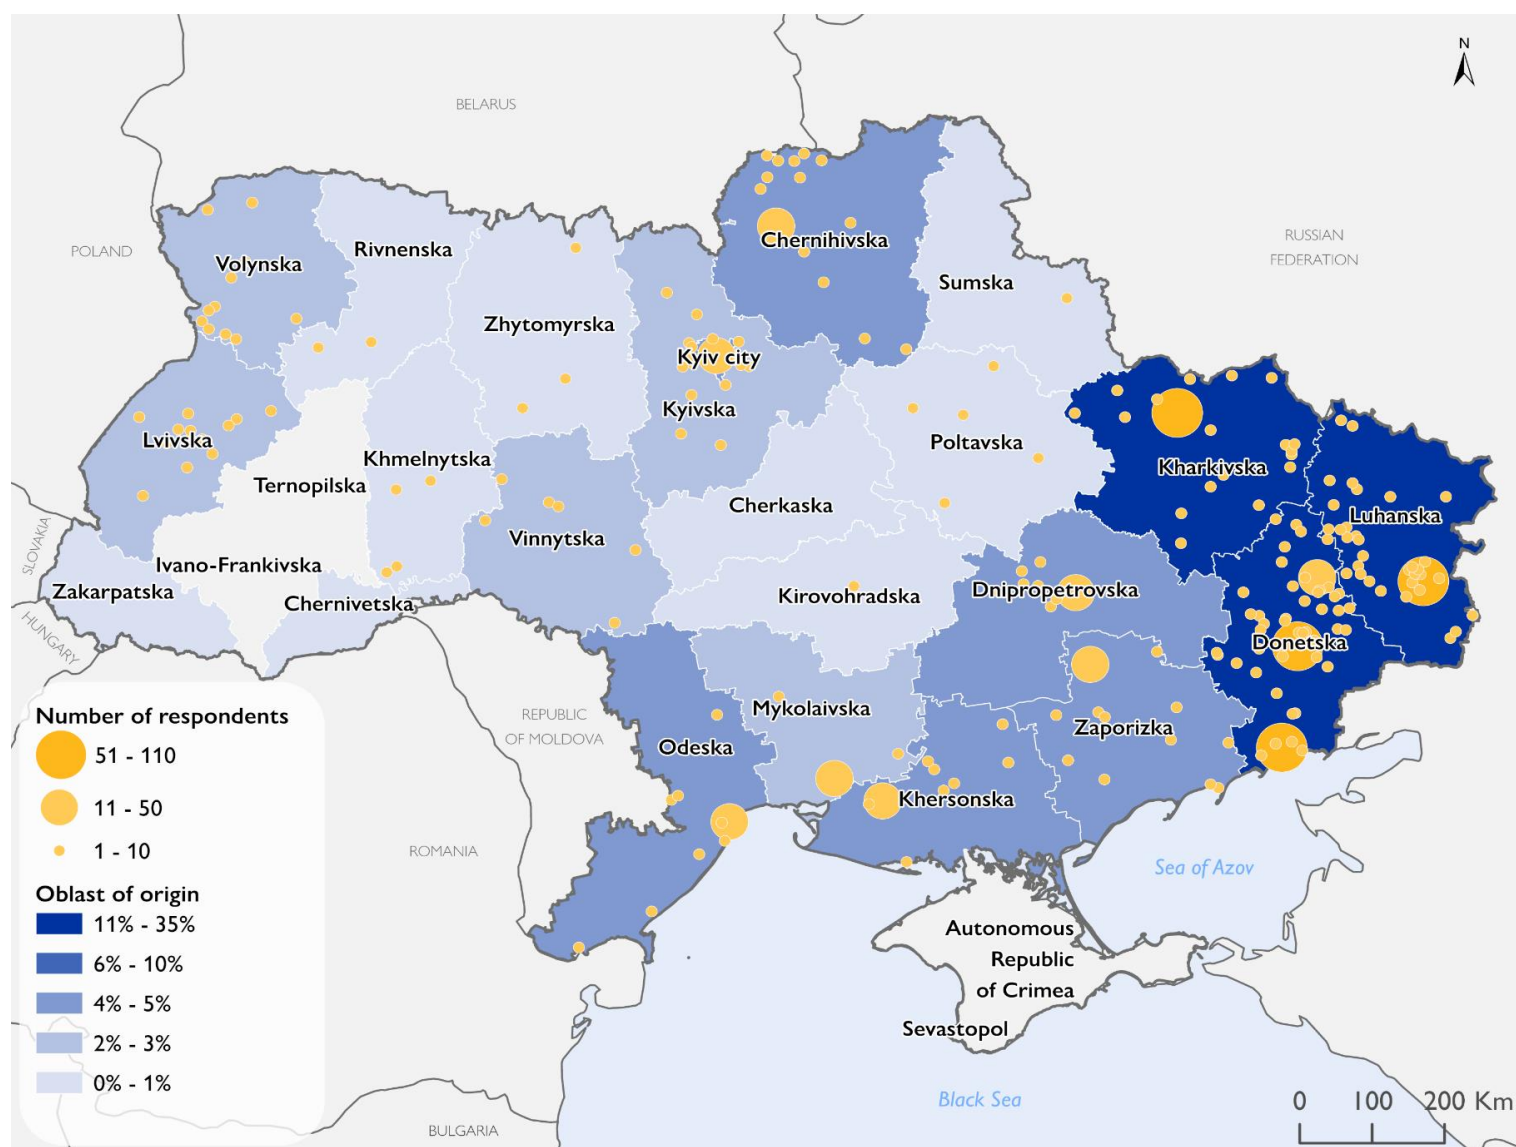 N
BELARUS
POLAND
RUSSIAN
FEDERATION
Chernihivska
Rivnenska
Volynska
Sumska
Zhytomyrska
Kyiv city
Kyivska
Lvivska
Poltavska
Khmelnytska
Kharkivska
Ternopilska
Cherkaska
Luhanska
SLOVAKIA
Vinnytska
Ivano-Frankivska
Zakarpatska
Chernivetska
Kirovohradska
Dnipropetrovska
HUNGARY
Donetska
Mykolaivska
REPUBLIC
OF MOLDOVA
Odeska
Zaporizka
Khersonska
ROMANIA
Sea of Azov
Autonomous
Republic
of Crimea
Sevastopol
Black Sea
BULGARIA
Number of respondents
51 - 110
11 - 50
1 - 10
Oblast of origin
11% - 35%
6% - 10%
4% - 5%
2% - 3%
0% - 1%
0 100 200 Km